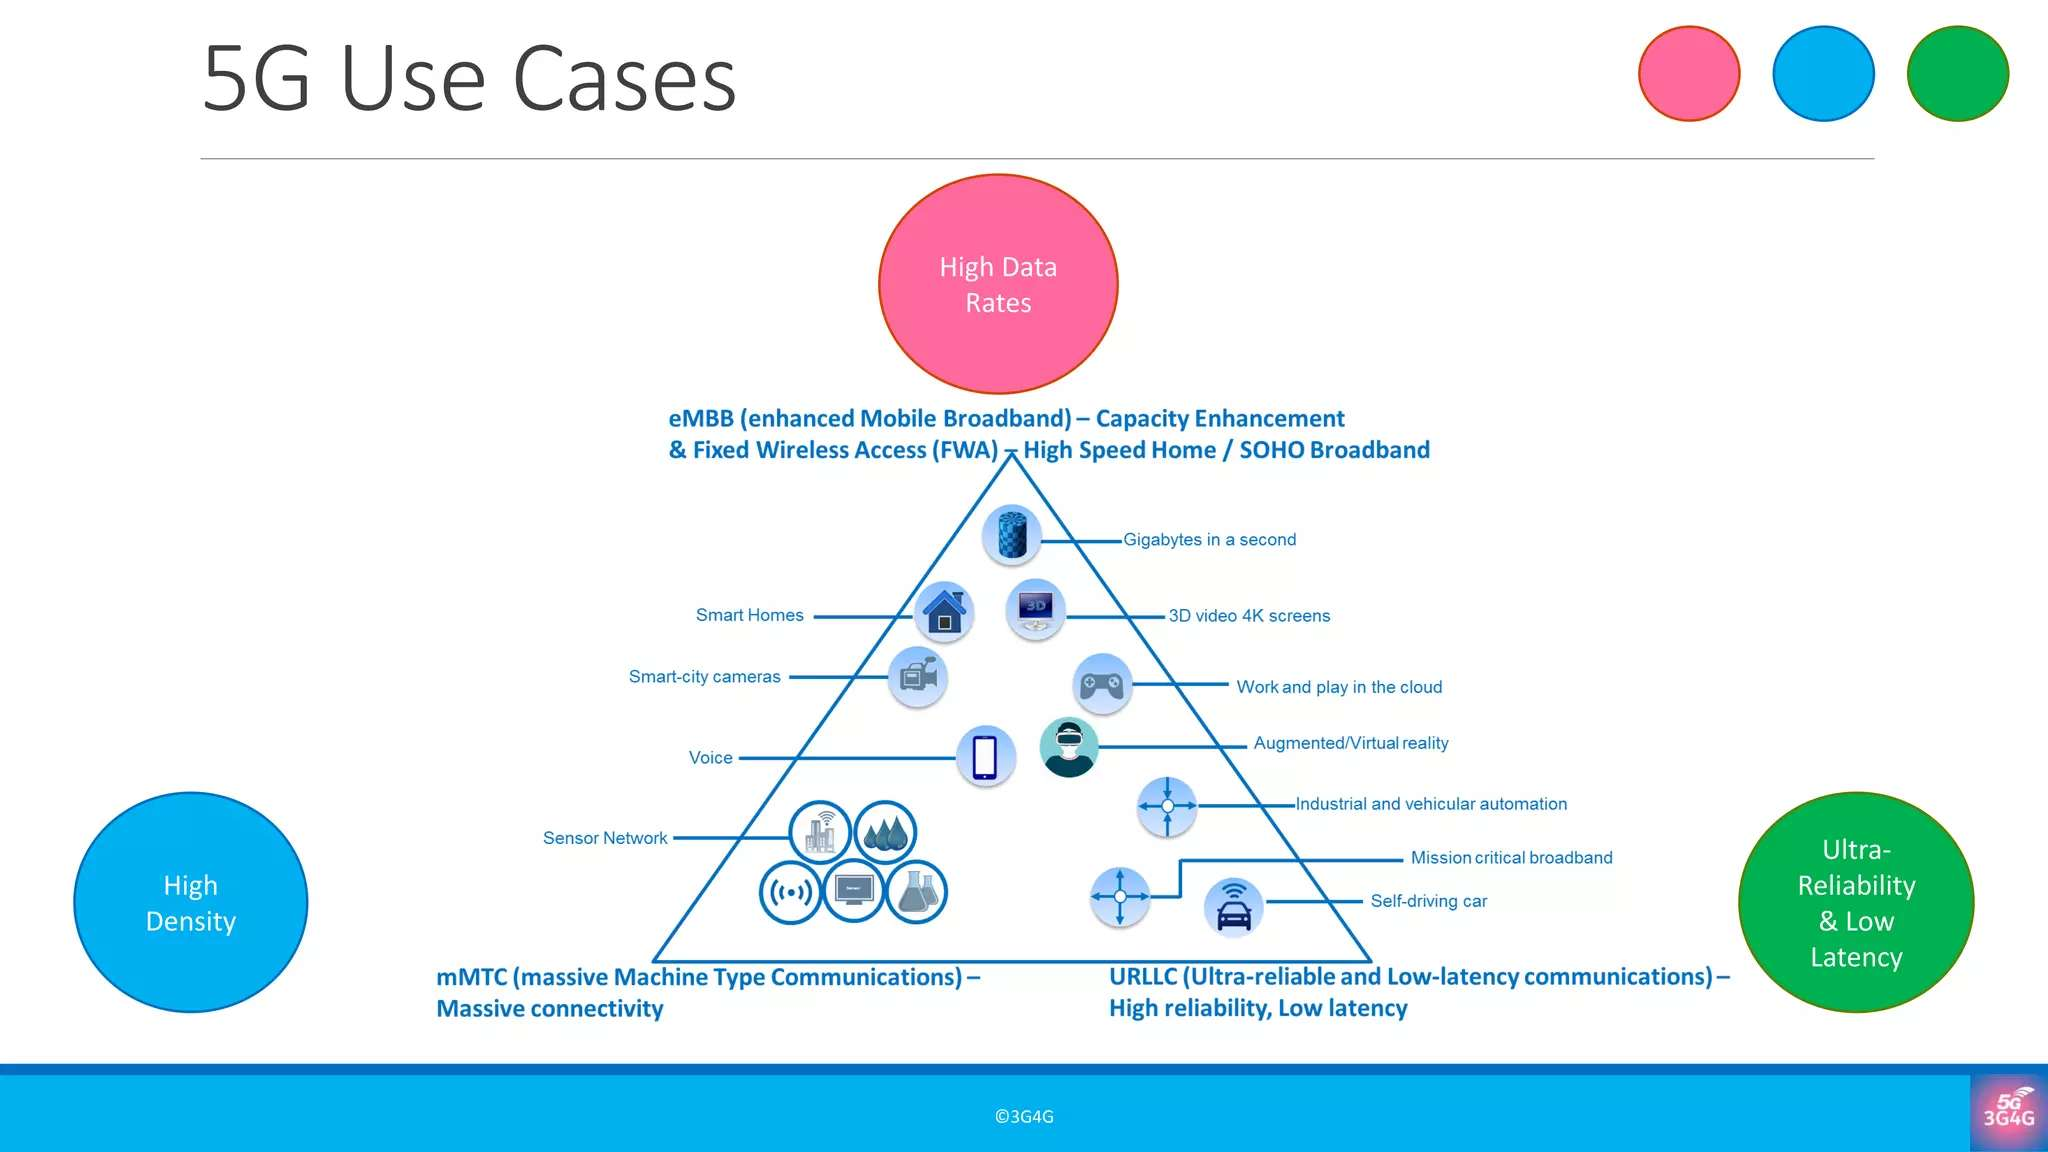 5G Use Cases
High Data
Rates
eMBB (enhanced Mobile Broadband) – Capacity Enhancement
& Fixed Wireless Access (FWA) – High Speed Home / SOHO Broadband
Gigabytes in a second
Smart Homes
3D
3D video 4K screens
Smart-city cameras
Work and play in the cloud
Voice
Augmented/Virtual reality
Industrial and vehicular automation
Sensor Network
Mission critical broadband
Self-driving car
High
Density
Ultra-
Reliability
& Low
Latency
mMTC (massive Machine Type Communications) –
Massive connectivity
URLLC (Ultra-reliable and Low-latency communications) –
High reliability, Low latency
©3G4G
5G
3G4G